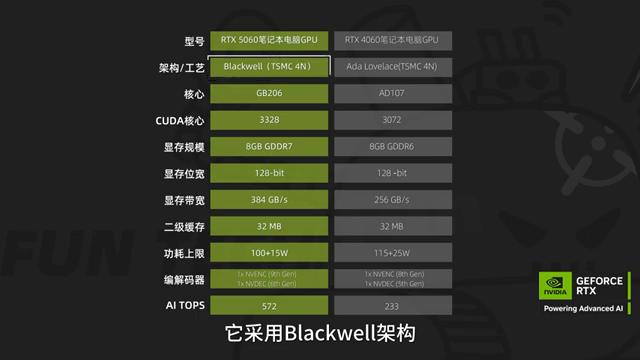 型号 RTX 5060笔记本电脑GPU RTX 4060笔记本电脑GPU
架构/工艺 Blackwell（TSMC 4N） Ada Lovelace(TSMC 4N)
核心 GB206 AD107
CUDA核心 3328 3072
显存规模 8GB GDDR7 8GB GDDR6
显存位宽 128-bit 128 -bit
显存带宽 384 GB/s 256 GB/s
二级缓存 32 MB 32 MB
功耗上限 100+15W 115+25W
编解码器 1x NVENC (9th Gen) 1x NVENC (8th Gen)
1x NVDEC (6th Gen) 1x NVDEC (5th Gen)
AI TOPS 572 233
FUN
NVIDIA
GEFORCE
RTX
Powering Advanced AI
它采用Blackwell架构